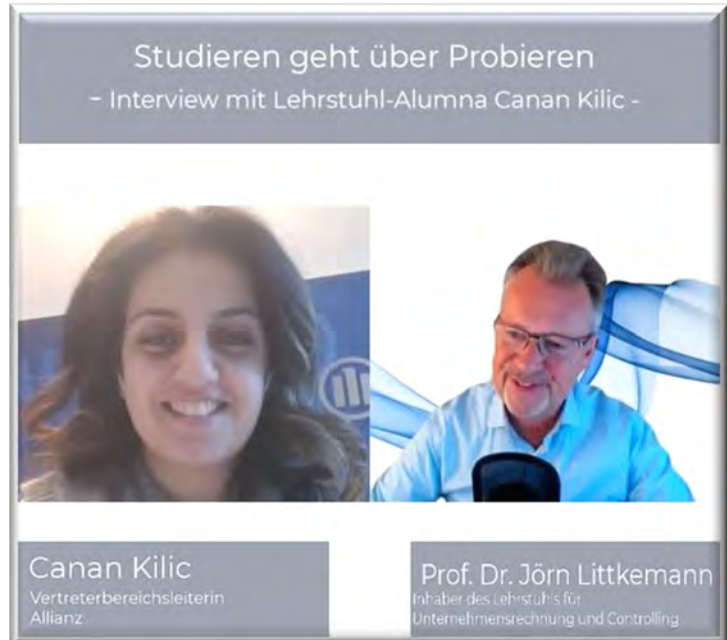 Studieren geht über Probieren
– Interview mit Lehrstuhl-Alumna Canan Kilic -
Canan Kilic
Vertreterbereichsleiterin
Allianz
Prof. Dr. Jörn Littkemann
Inhaber des Lehrstuhls für
Unternehmensrechnung und Controlling